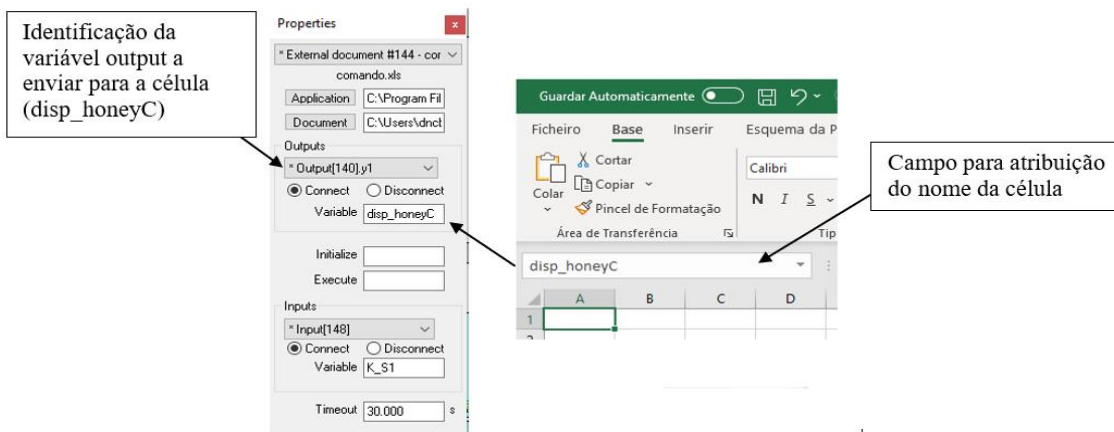 Identificação da
variável output a
enviar para a célula
(disp_honeyC)
Properties
x
* External document #144 - cor
comando.xls
Application C:\Program Fil
Document C:\Users\dnct
Outputs
* Output[140].y1
Connect Disconnect
Variable disp_honeyC
Initialize
Execute
Inputs
* Input[148]
Connect Disconnect
Variable K_S1
Timeout 30.000 s
Guardar Automaticamente
Ficheiro Base Inserir Esquema da P
Cortar
Copiar
Pincel de Formatação
Colar
Área de Transferência
Calibri
N I S
Tip
disp_honeyC
A B C D
1
Campo para atribuição
do nome da célula